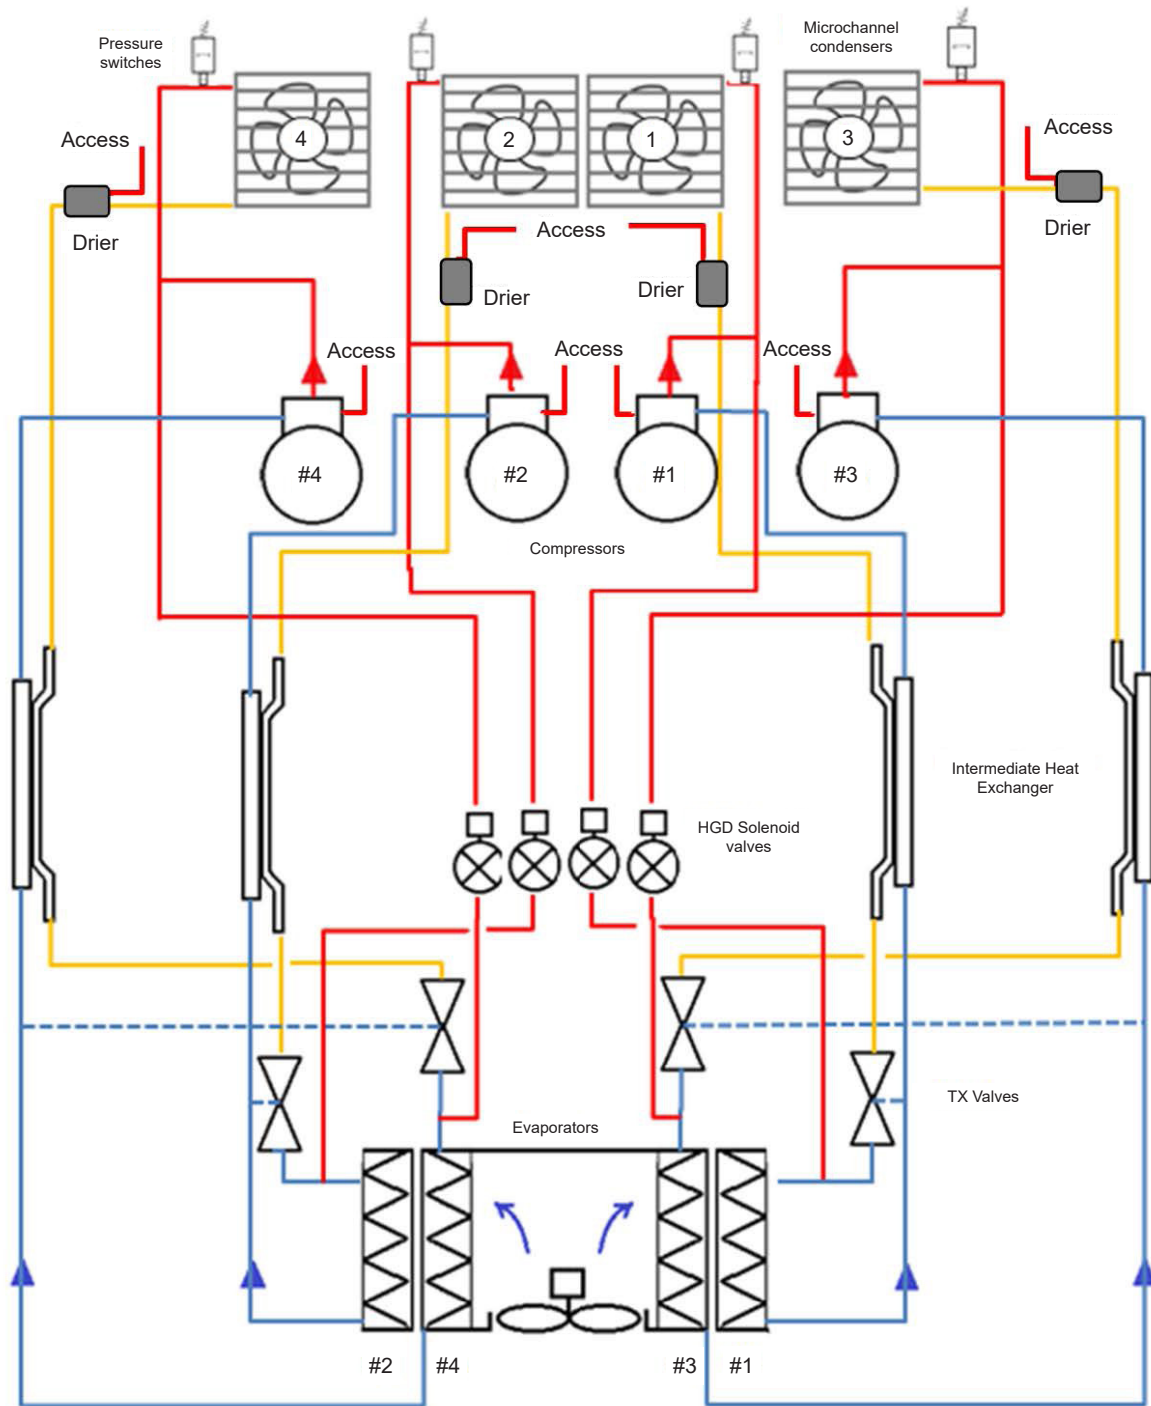 Pressure
switches
Microchannel
condensers
Access
Access
4
2
1
3
Drier
Access
Drier
Drier
Drier
Access
Access
Access
#4
#2
#1
#3
Compressors
Intermediate Heat
Exchanger
HGD Solenoid
valves
TX Valves
Evaporators
#2
#4
#3
#1